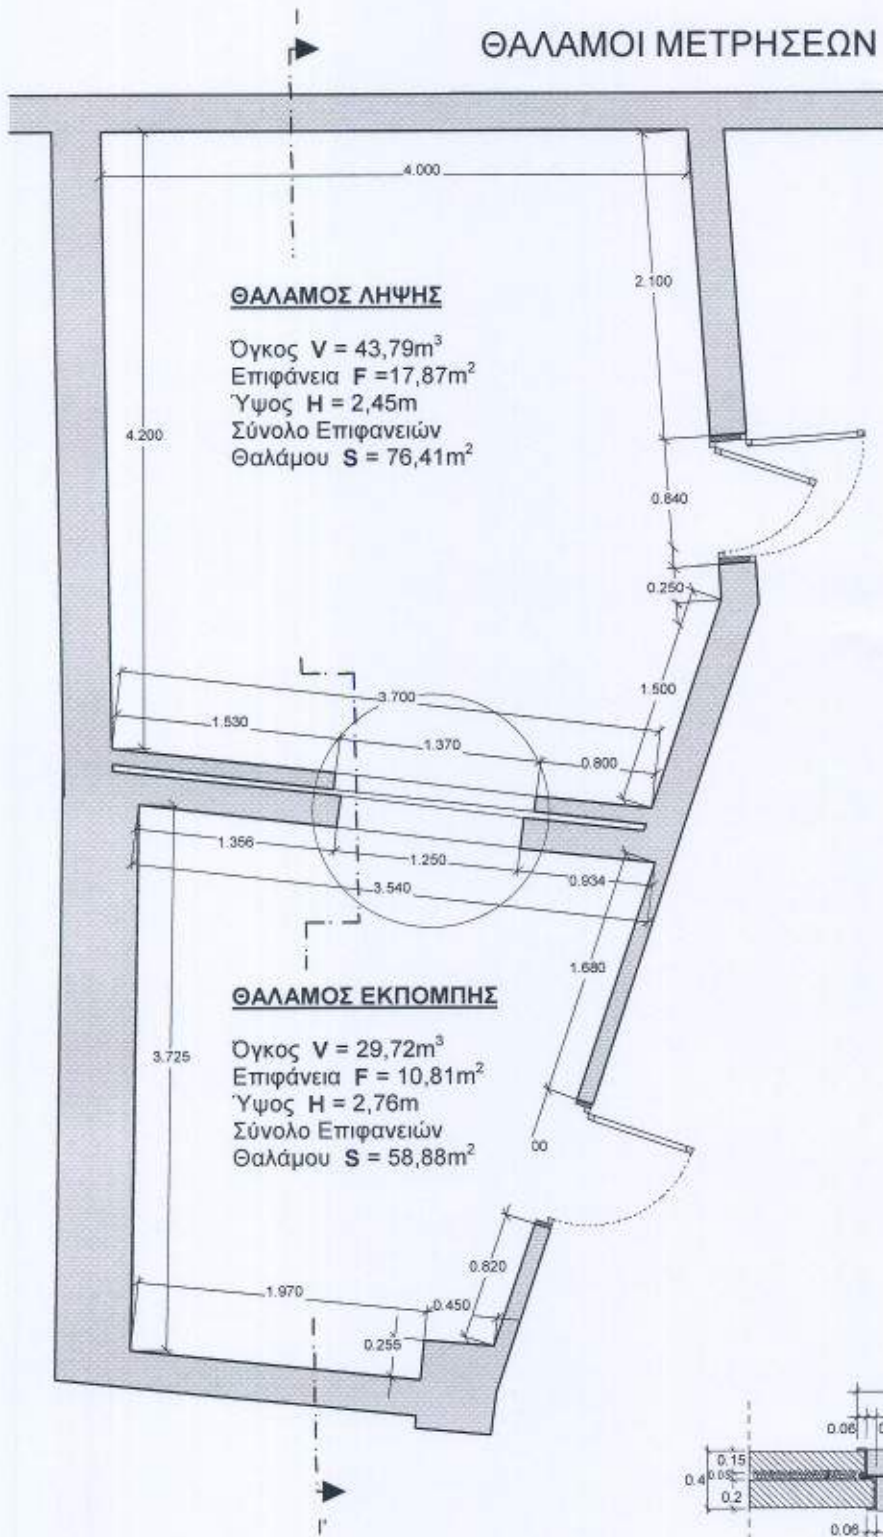 ΘΑΛΑΜΟΙ ΜΕΤΡΗΣΕΩΝ
4.000
2.100
ΘΑΛΑΜΟΣ ΛΗΨΗΣ
Όγκος V = 43,79m³
Επιφάνεια F =17,87m²
Ύψος H = 2,45m
Σύνολο Επιφανειών
Θαλάμου S = 76,41m²
4.200
0.840
0.250
1.500
3.700
1.530
1.370
0.800
1.356
1.250
0.934
3.540
1.680
ΘΑΛΑΜΟΣ ΕΚΠΟΜΠΗΣ
Όγκος V = 29,72m³
Επιφάνεια F = 10,81m²
Ύψος H = 2,76m
Σύνολο Επιφανειών
Θαλάμου S = 58,88m²
3.725
00
0.820
1.970
0.450
0.255
0.06
0.15
0.4
0.05
0.2
0.06
I'